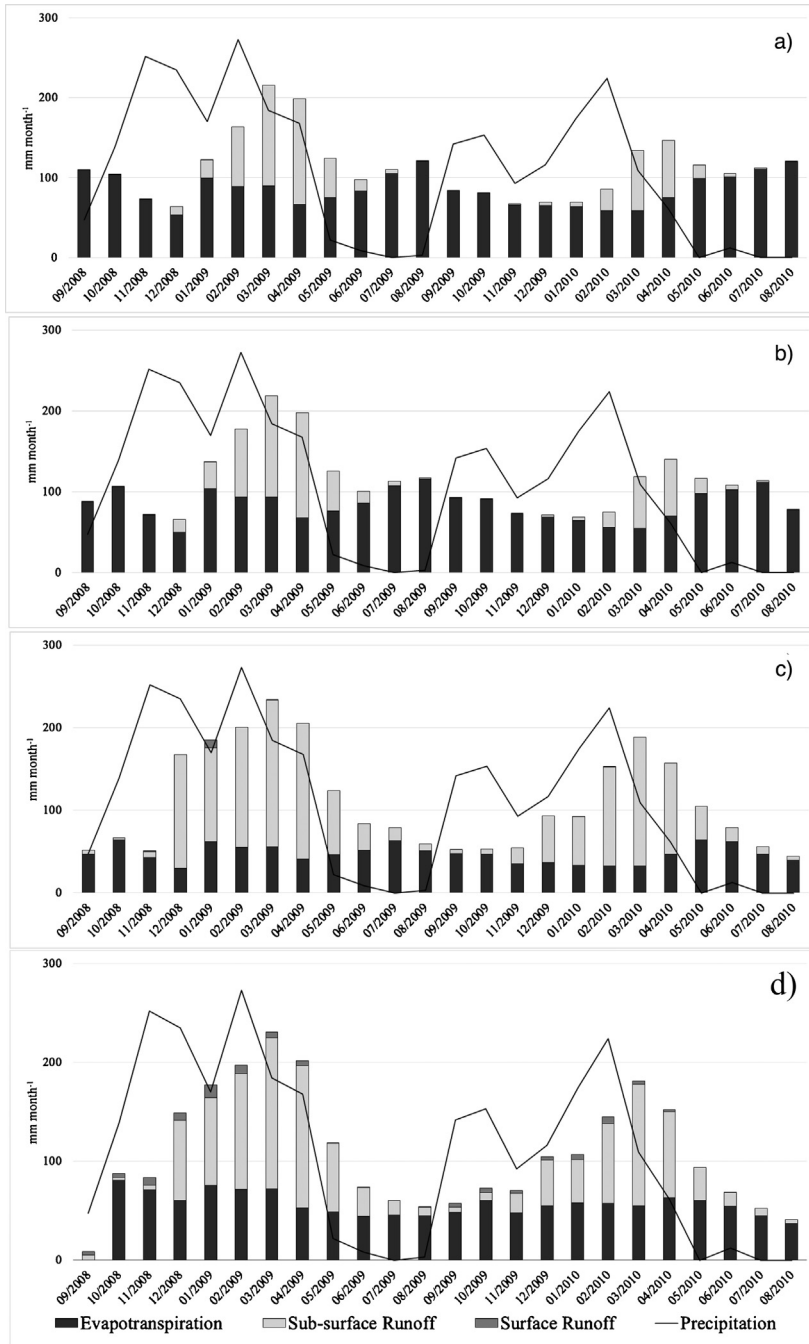 a)
300
200
100
0
mm month-1
09/2008 10/2008 11/2008 12/2008 01/2009 02/2009 03/2009 04/2009 05/2009 06/2009 07/2009 08/2009 09/2009 10/2009 11/2009 12/2009 01/2010 02/2010 03/2010 04/2010 05/2010 06/2010 07/2010 08/2010
b)
300
200
100
0
mm month-1
09/2008 10/2008 11/2008 12/2008 01/2009 02/2009 03/2009 04/2009 05/2009 06/2009 07/2009 08/2009 09/2009 10/2009 11/2009 12/2009 01/2010 02/2010 03/2010 04/2010 05/2010 06/2010 07/2010 08/2010
c)
300
200
100
0
mm month-1
09/2008 10/2008 11/2008 12/2008 01/2009 02/2009 03/2009 04/2009 05/2009 06/2009 07/2009 08/2009 09/2009 10/2009 11/2009 12/2009 01/2010 02/2010 03/2010 04/2010 05/2010 06/2010 07/2010 08/2010
d)
300
200
100
0
mm month-1
09/2008 10/2008 11/2008 12/2008 01/2009 02/2009 03/2009 04/2009 05/2009 06/2009 07/2009 08/2009 09/2009 10/2009 11/2009 12/2009 01/2010 02/2010 03/2010 04/2010 05/2010 06/2010 07/2010 08/2010
Evapotranspiration Sub-surface Runoff Surface Runoff Precipitation